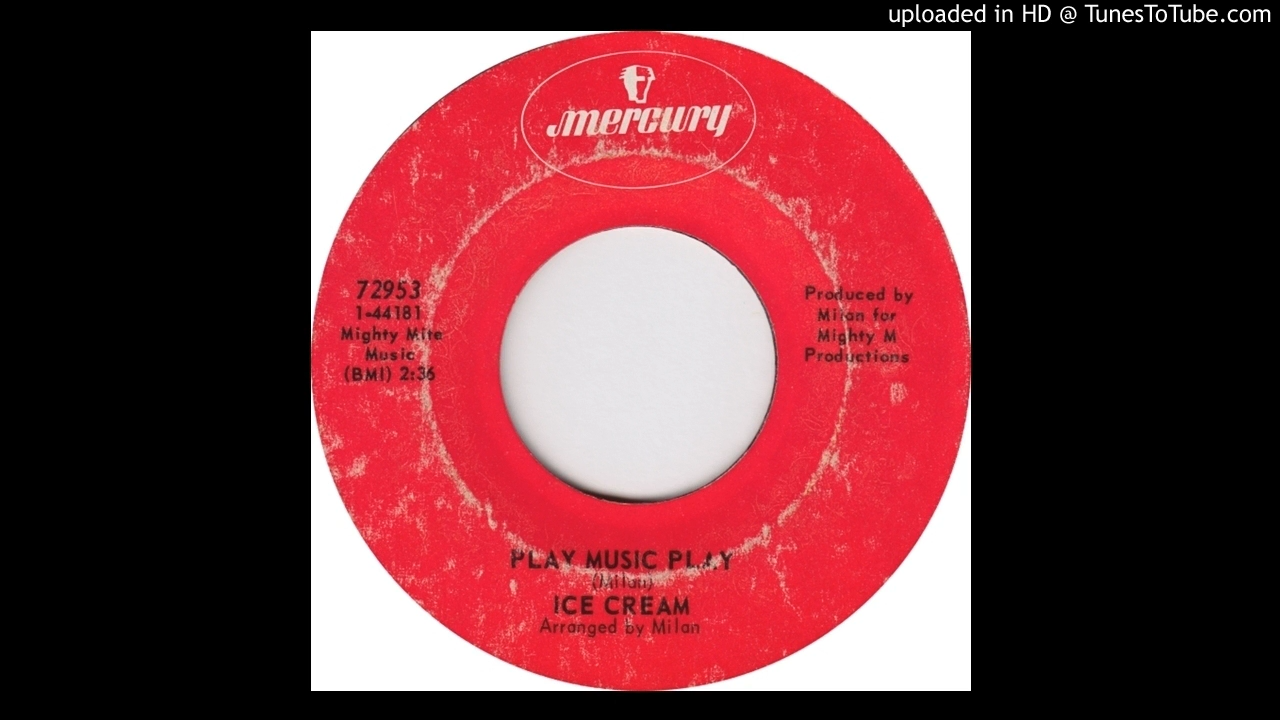 uploaded in HD @ TunesToTube.com
mercury
72953
1-44181
Mighty Mite
Music
(BMI) 2:36
Produced by
Milan for
Mighty M
Productions
PLAY MUSIC PLAY
(Milan)
ICE CREAM
Arranged by Milan